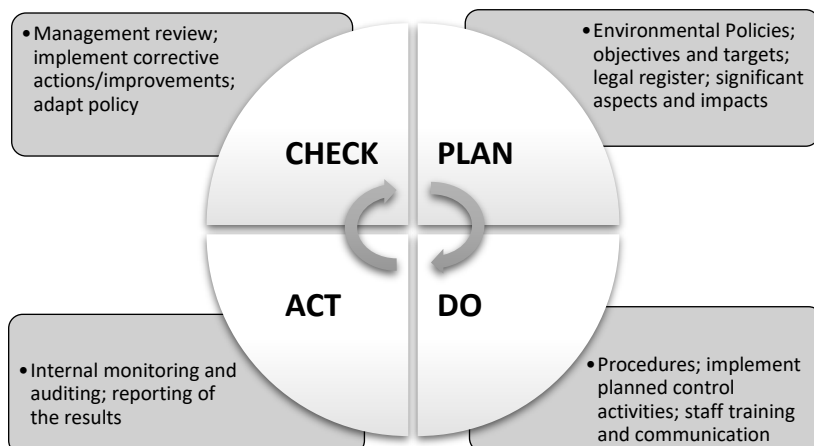 •Management review;
implement corrective
actions/improvements;
adapt policy
•Environmental Policies;
objectives and targets;
legal register; significant
aspects and impacts
CHECK
PLAN
ACT
DO
•Internal monitoring and
auditing; reporting of
the results
•Procedures; implement
planned control
activities; staff training
and communication